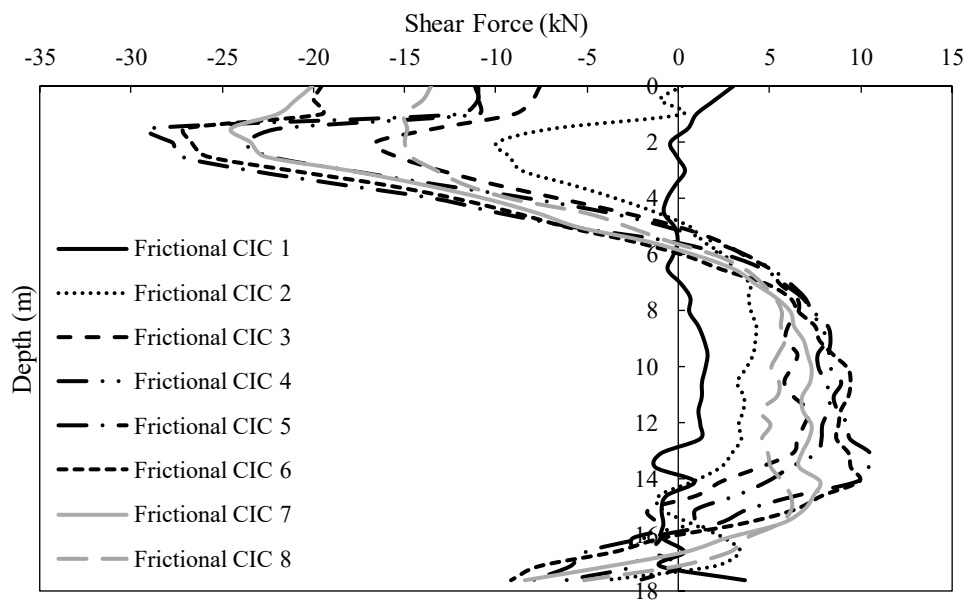 Shear Force (kN)
-35 -30 -25 -20 -15 -10 -5 0 5 10 15
0
2
4
6
8
10
12
14
16
18
Depth (m)
Frictional CIC 1
Frictional CIC 2
Frictional CIC 3
Frictional CIC 4
Frictional CIC 5
Frictional CIC 6
Frictional CIC 7
Frictional CIC 8